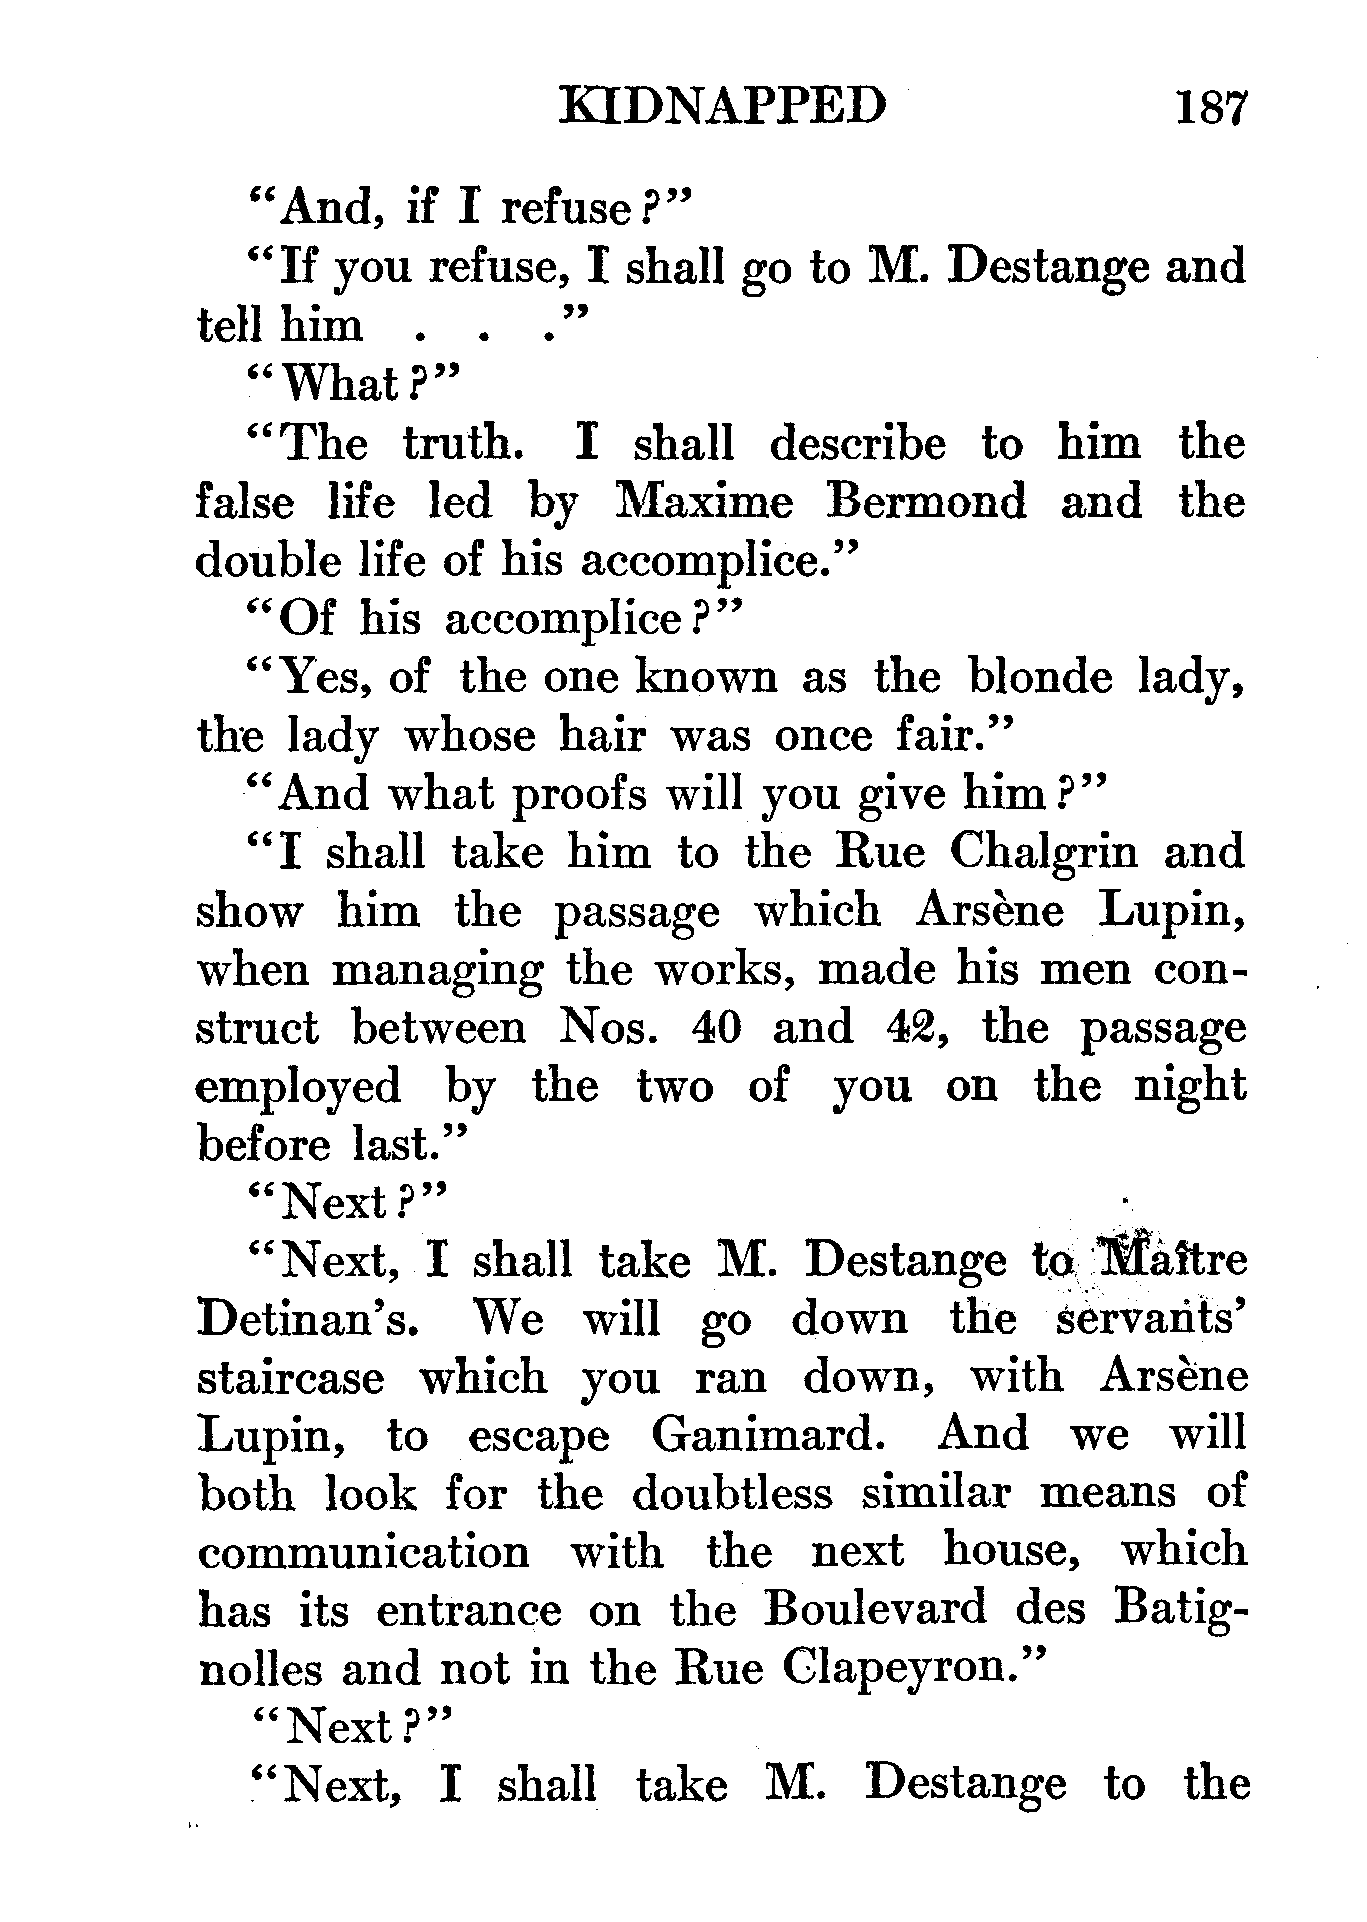 KIDNAPPED 187
“And, if I refuse?”
“If you refuse, I shall go to M. Destange and
tell him . . .”
“What?”
“The truth. I shall describe to him the
false life led by Maxime Bermond and the
double life of his accomplice.”
“Of his accomplice?”
“Yes, of the one known as the blonde lady,
the lady whose hair was once fair.”
“And what proofs will you give him?”
“I shall take him to the Rue Chalgrin and
show him the passage which Arsène Lupin,
when managing the works, made his men con-
struct between Nos. 40 and 42, the passage
employed by the two of you on the night
before last.”
“Next?”
“Next, I shall take M. Destange to Maître
Detinan’s. We will go down the servants’
staircase which you ran down, with Arsène
Lupin, to escape Ganimard. And we will
both look for the doubtless similar means of
communication with the next house, which
has its entrance on the Boulevard des Batig-
nolles and not in the Rue Clapeyron.”
“Next?”
“Next, I shall take M. Destange to the